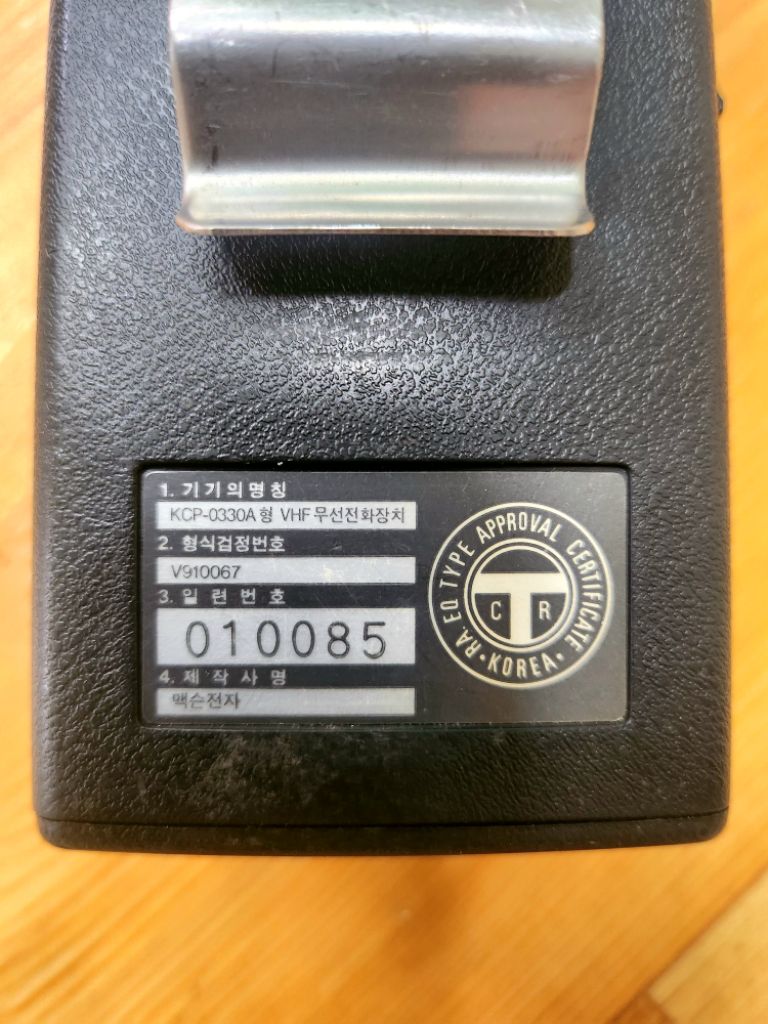 1. 기기의명칭
KCP-0330A형 VHF무선전화장치
2. 형식검정번호
V910067
3. 일 련 번 호
010085
4. 제 작 사 명
맥슨전자
RA. EQ TYPE APPROVAL CERTIFICATE
•KOREA•
C T R